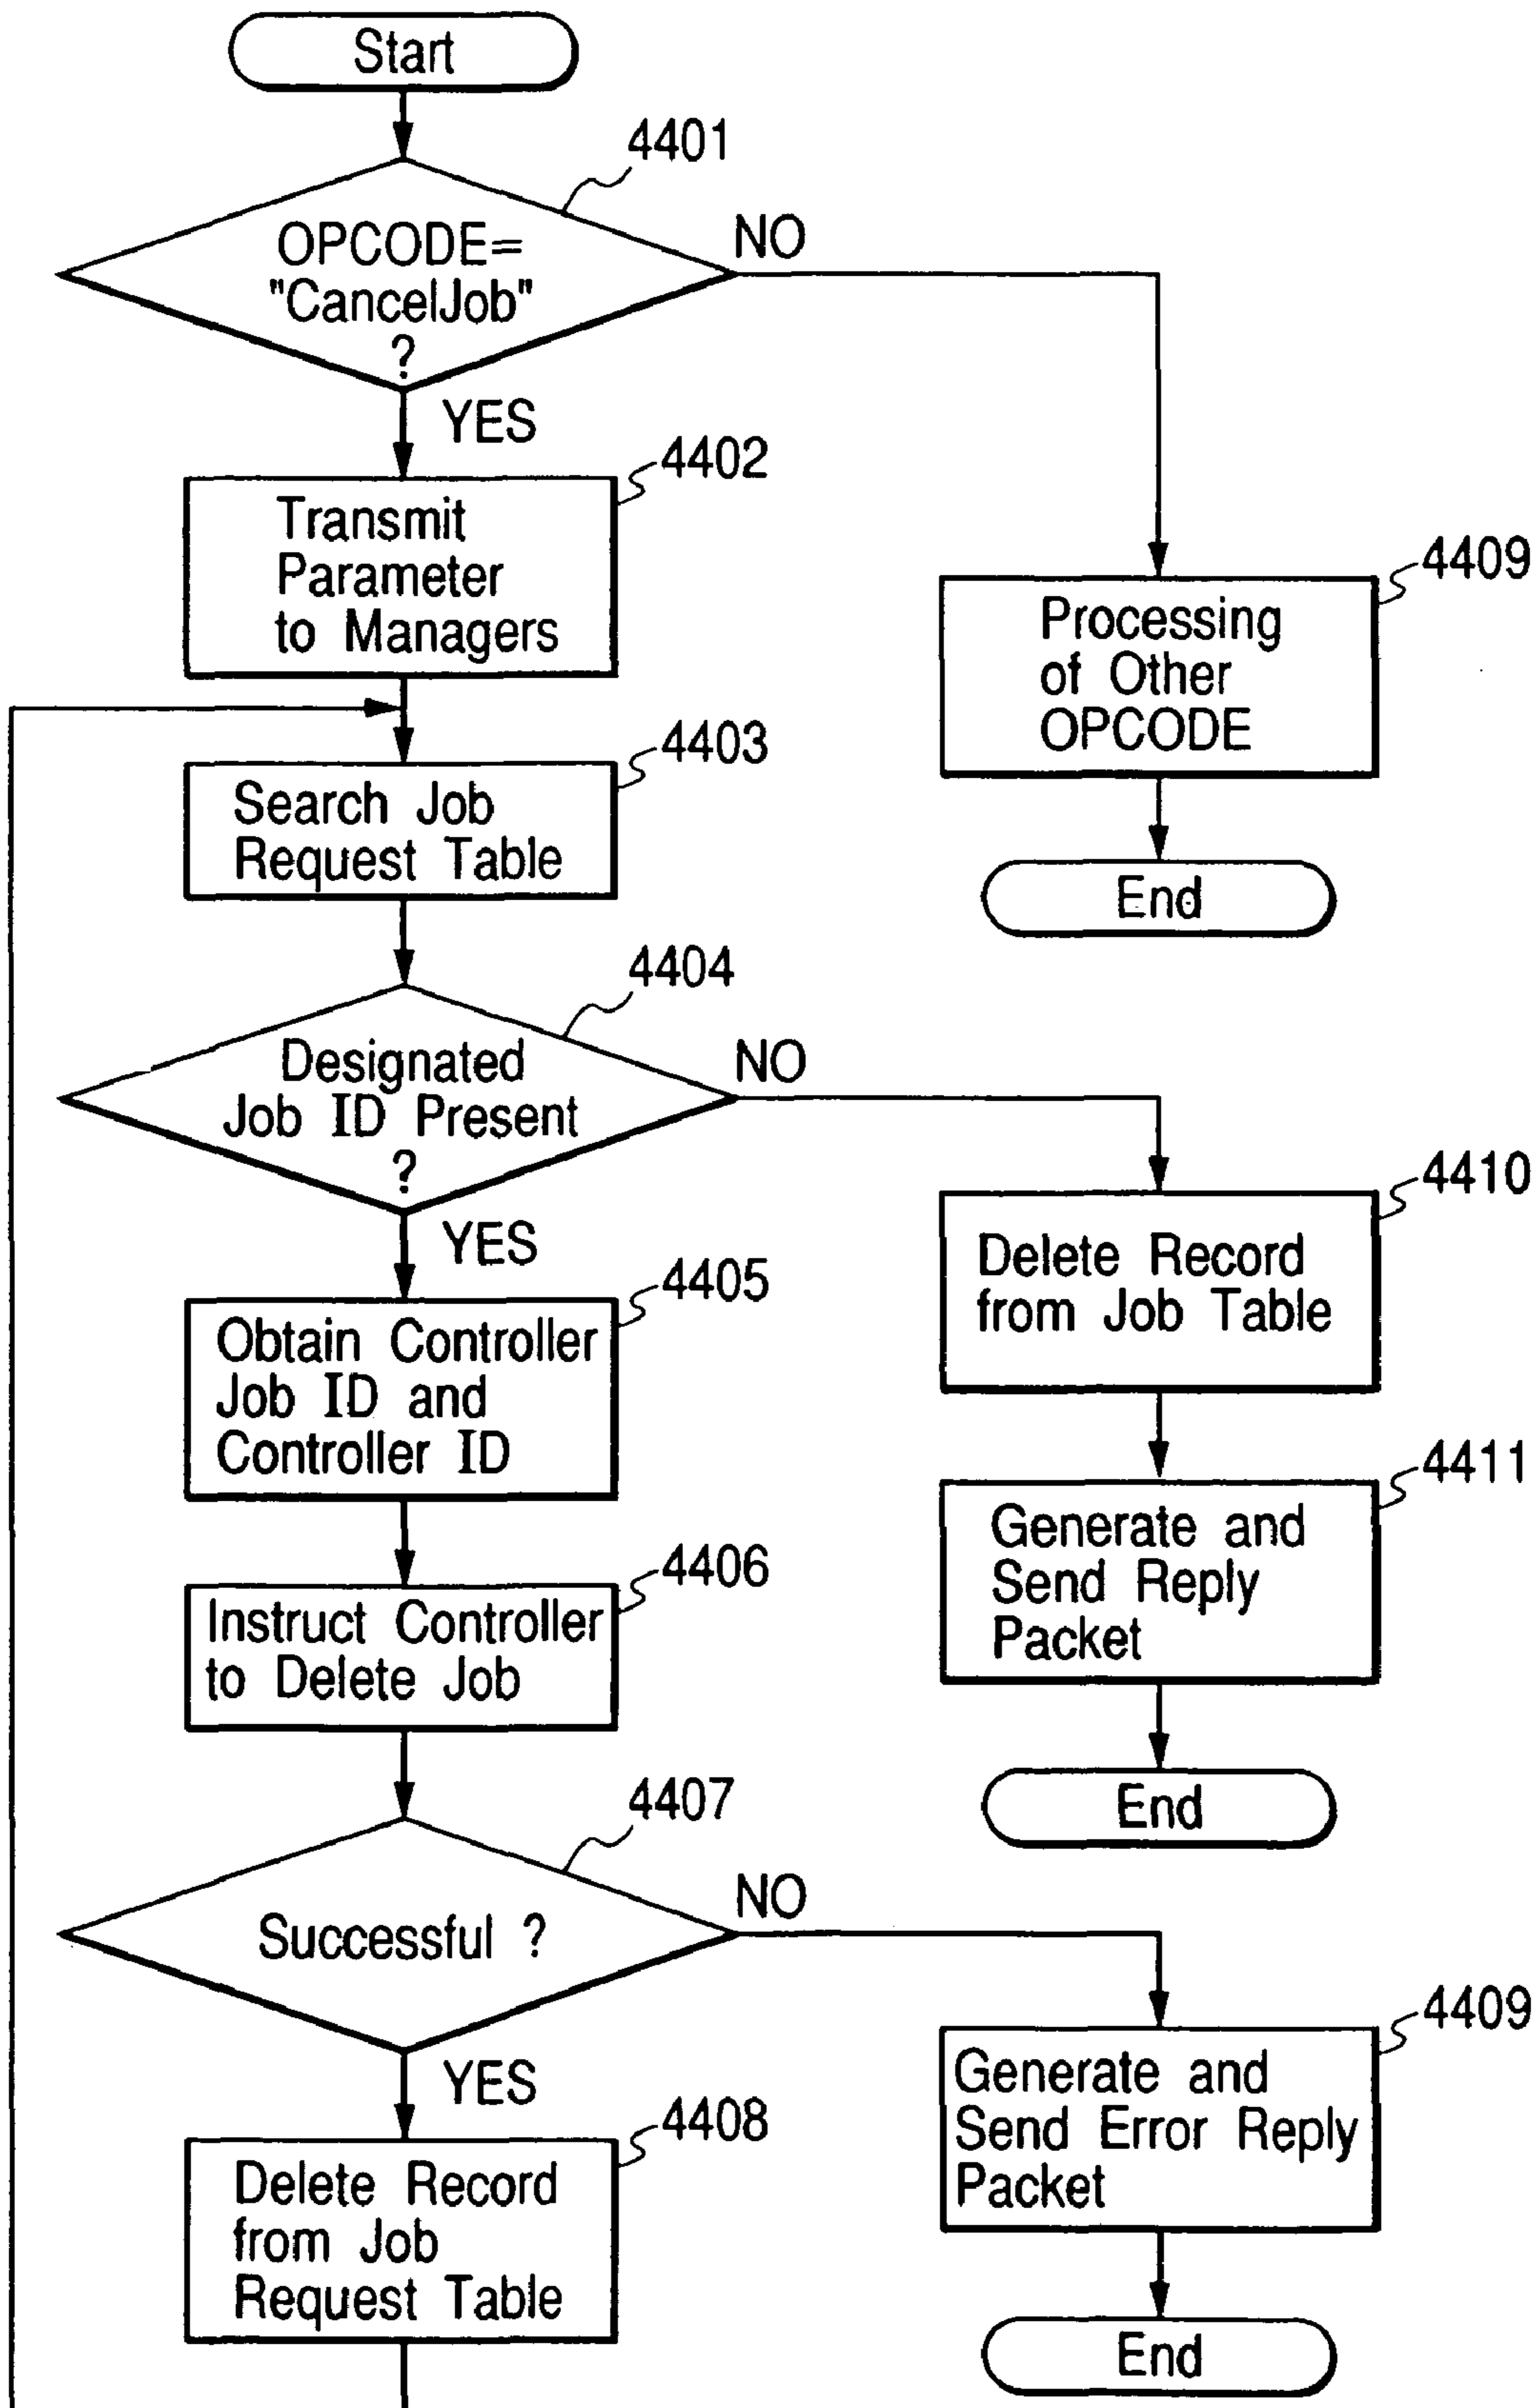 Start
4401
OPCODE=
"CancelJob"
?
NO
YES
4402
Transmit
Parameter
to Managers
4409
Processing
of Other
OPCODE
End
4403
Search Job
Request Table
4404
Designated
Job ID Present
?
NO
YES
4410
Delete Record
from Job Table
4405
Obtain Controller
Job ID and
Controller ID
4411
Generate and
Send Reply
Packet
End
4406
Instruct Controller
to Delete Job
4407
Successful ?
NO
YES
4409
Generate and
Send Error Reply
Packet
End
4408
Delete Record
from Job
Request Table